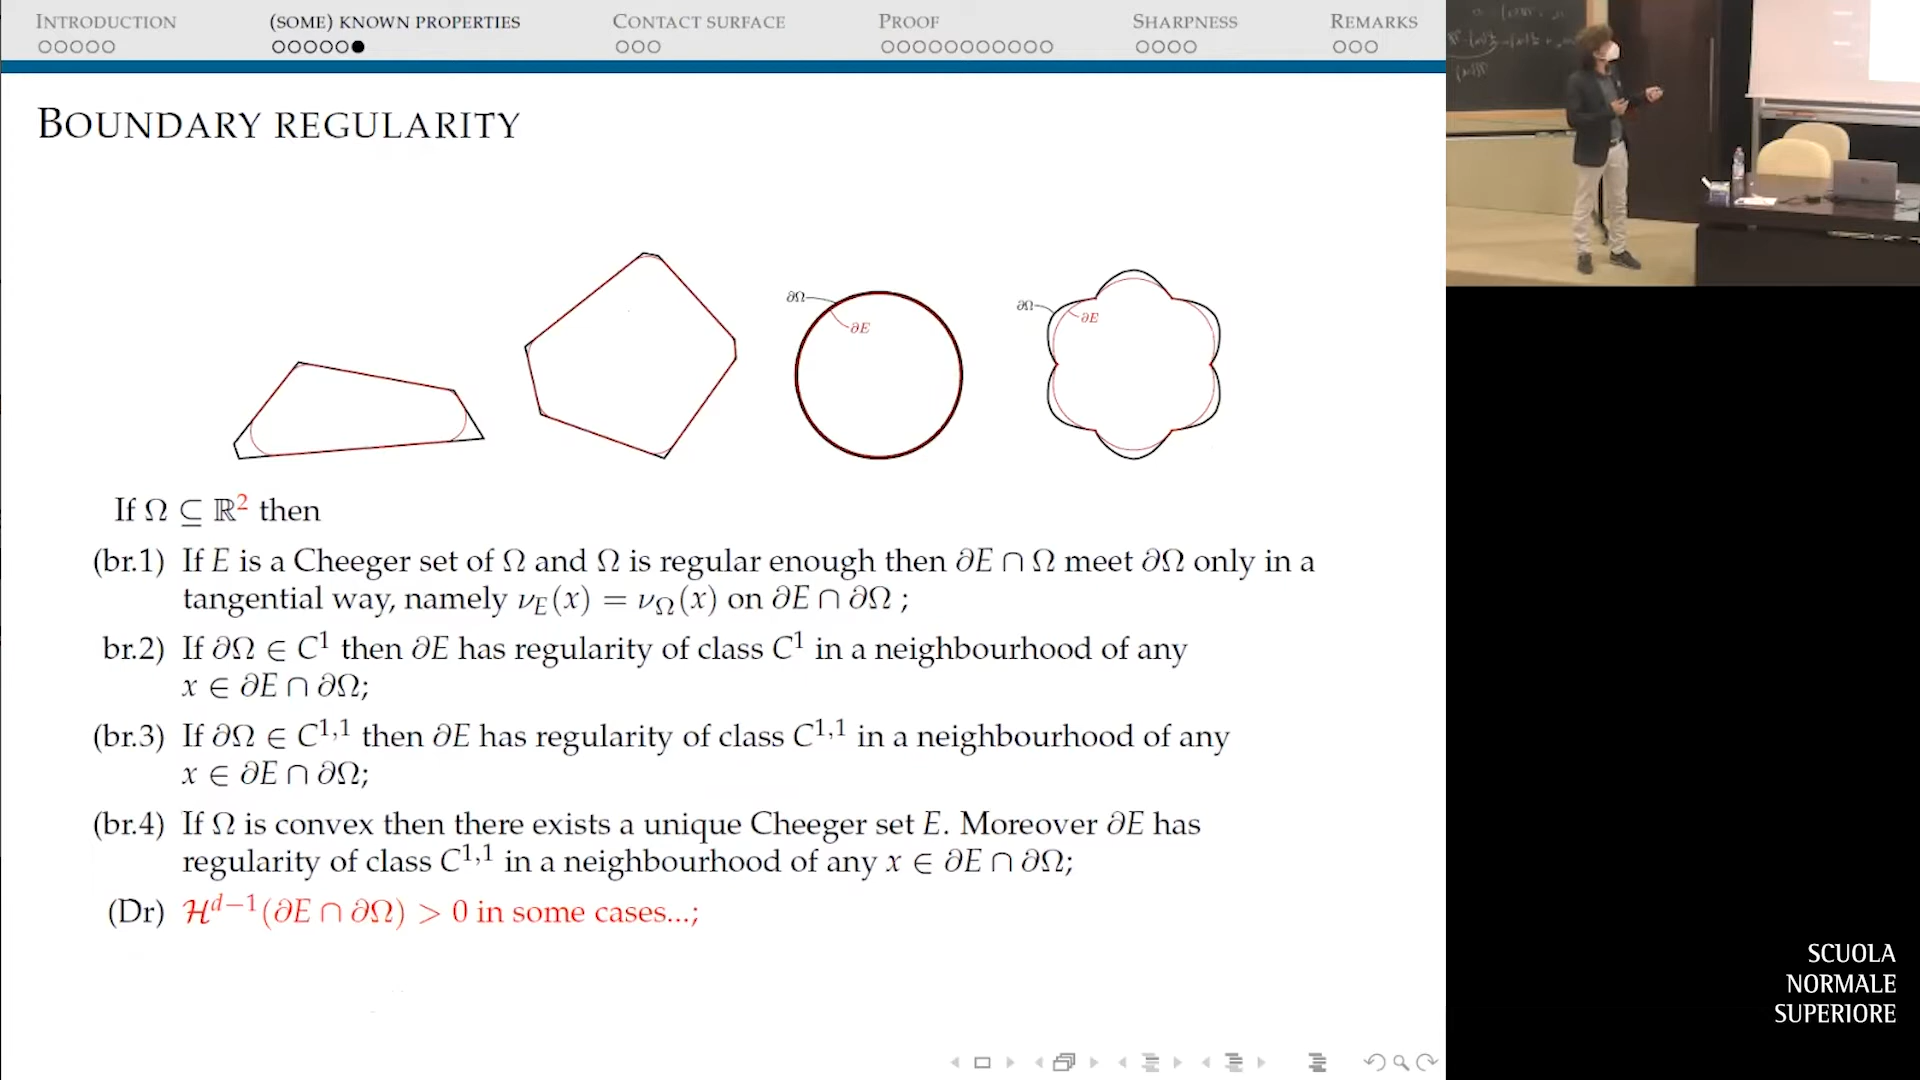 INTRODUCTION (SOME) KNOWN PROPERTIES CONTACT SURFACE PROOF SHARPNESS REMARKS
BOUNDARY REGULARITY
∂Ω
∂E
∂Ω
∂E
If Ω ⊆ ℝ² then
(br.1) If E is a Cheeger set of Ω and Ω is regular enough then ∂E ∩ Ω meet ∂Ω only in a
tangential way, namely ν_E(x) = ν_Ω(x) on ∂E ∩ ∂Ω ;
br.2) If ∂Ω ∈ C¹ then ∂E has regularity of class C¹ in a neighbourhood of any
x ∈ ∂E ∩ ∂Ω;
(br.3) If ∂Ω ∈ C^{1,1} then ∂E has regularity of class C^{1,1} in a neighbourhood of any
x ∈ ∂E ∩ ∂Ω;
(br.4) If Ω is convex then there exists a unique Cheeger set E. Moreover ∂E has
regularity of class C^{1,1} in a neighbourhood of any x ∈ ∂E ∩ ∂Ω;
(Dr) ℋ^{d−1}(∂E ∩ ∂Ω) > 0 in some cases...;
SCUOLA
NORMALE
SUPERIORE